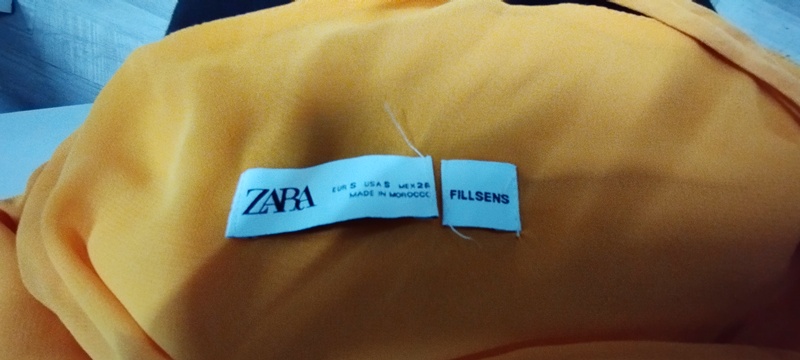 ZARA
EUR S USA S MEX 26
MADE IN MOROCCO
FILLSENS